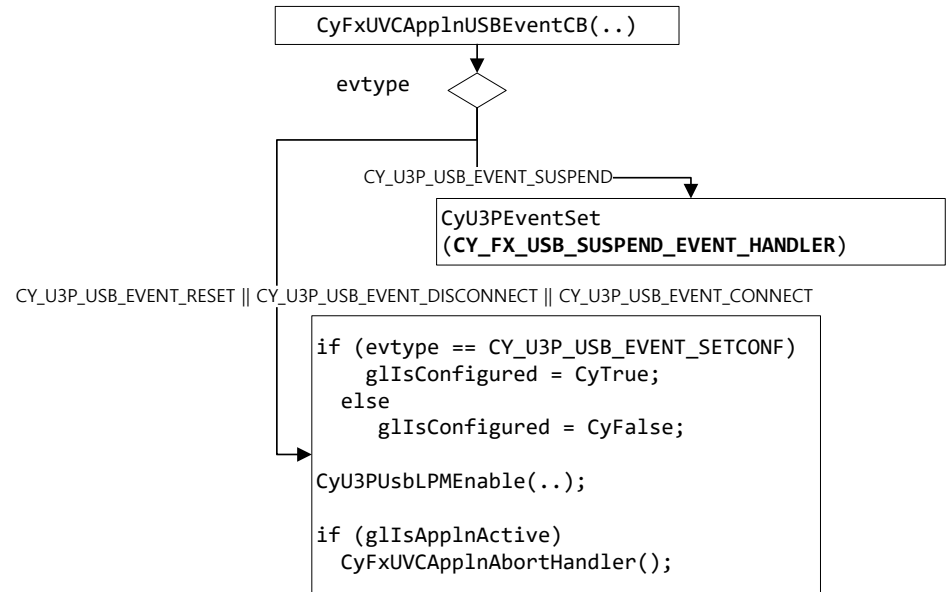 CyFxUVCApplnUSBEventCB(..)
evtype
CY_U3P_USB_EVENT_SUSPEND
CyU3PEventSet
(CY_FX_USB_SUSPEND_EVENT_HANDLER)
CY_U3P_USB_EVENT_RESET || CY_U3P_USB_EVENT_DISCONNECT || CY_U3P_USB_EVENT_CONNECT
if (evtype == CY_U3P_USB_EVENT_SETCONF)
glIsConfigured = CyTrue;
else
glIsConfigured = CyFalse;
CyU3PUsbLPMEnable(..);
if (glIsApplnActive)
CyFxUVCApplnAbortHandler();